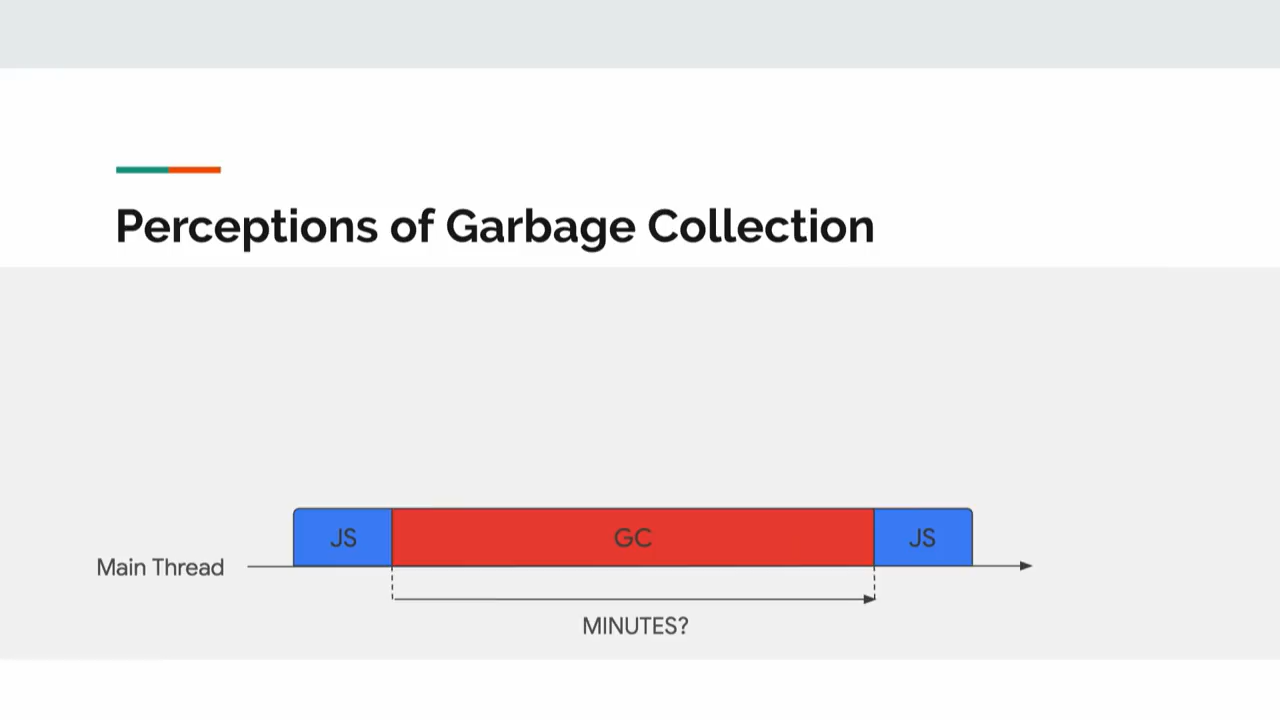 Perceptions of Garbage Collection
JS
GC
JS
Main Thread
MINUTES?